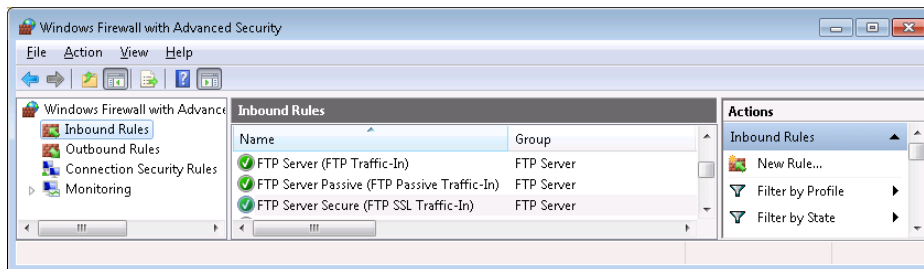 Windows Firewall with Advanced Security
File Action View Help
Windows Firewall with Advance
Inbound Rules
Outbound Rules
Connection Security Rules
Monitoring
Inbound Rules
Name Group
FTP Server (FTP Traffic-In) FTP Server
FTP Server Passive (FTP Passive Traffic-In) FTP Server
FTP Server Secure (FTP SSL Traffic-In) FTP Server
Actions
Inbound Rules
New Rule...
Filter by Profile
Filter by State